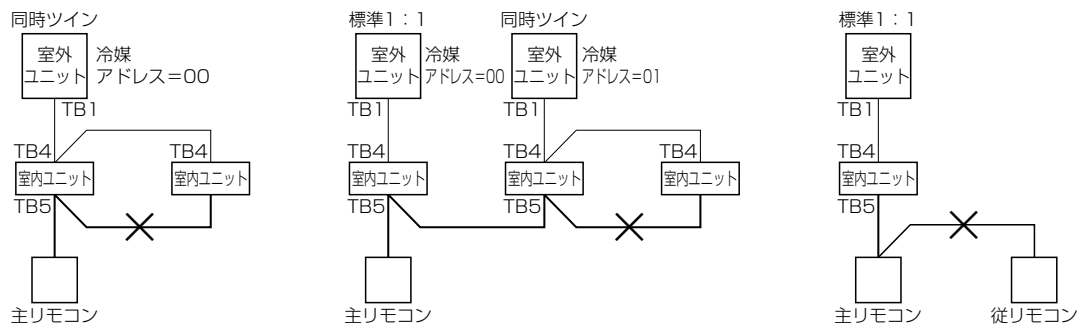 同時ツイン
室外
ユニット
冷媒
アドレス=00
TB1
TB4
TB4
室内ユニット
室内ユニット
TB5
主リモコン
標準1:1
同時ツイン
室外
ユニット
冷媒
アドレス=00
室外
ユニット
冷媒
アドレス=01
TB1
TB1
TB4
TB4
TB4
室内ユニット
室内ユニット
室内ユニット
TB5
TB5
主リモコン
標準1:1
室外
ユニット
TB1
TB4
室内ユニット
TB5
主リモコン
従リモコン